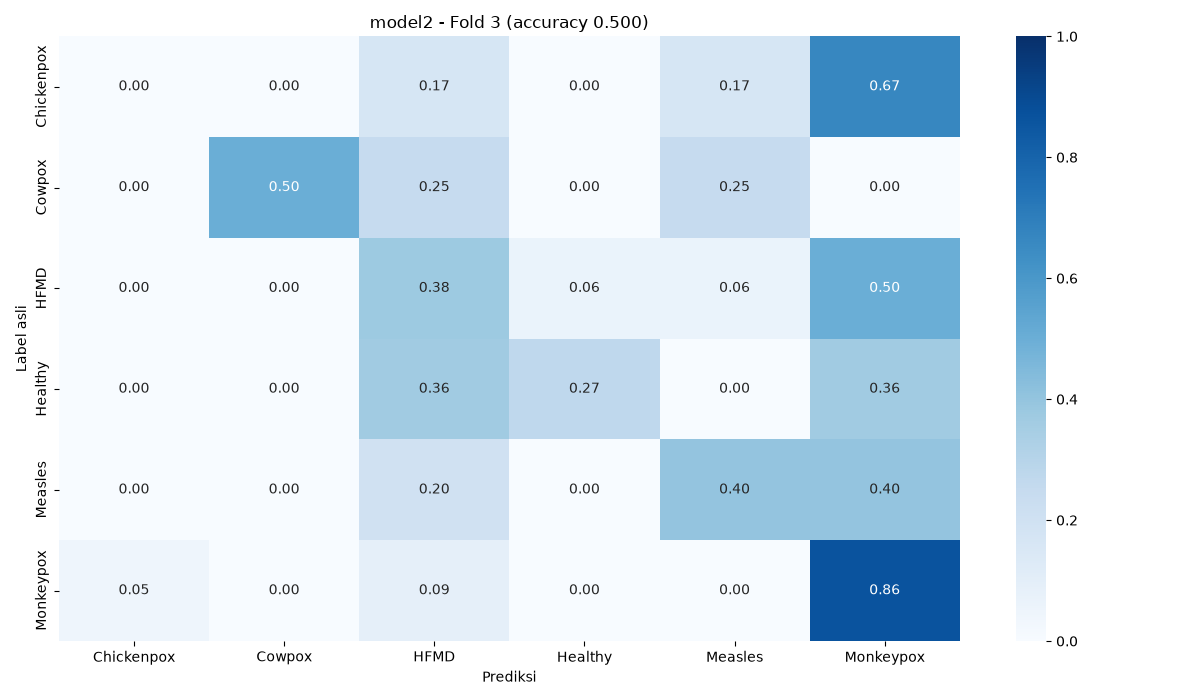 model2 - Fold 3 (accuracy 0.500)
Label asli
Chickenpox 0.00 0.00 0.17 0.00 0.17 0.67
Cowpox 0.00 0.50 0.25 0.00 0.25 0.00
HFMD 0.00 0.00 0.38 0.06 0.06 0.50
Healthy 0.00 0.00 0.36 0.27 0.00 0.36
Measles 0.00 0.00 0.20 0.00 0.40 0.40
Monkeypox 0.05 0.00 0.09 0.00 0.00 0.86
Chickenpox Cowpox HFMD Healthy Measles Monkeypox
Prediksi
1.0
0.8
0.6
0.4
0.2
0.0